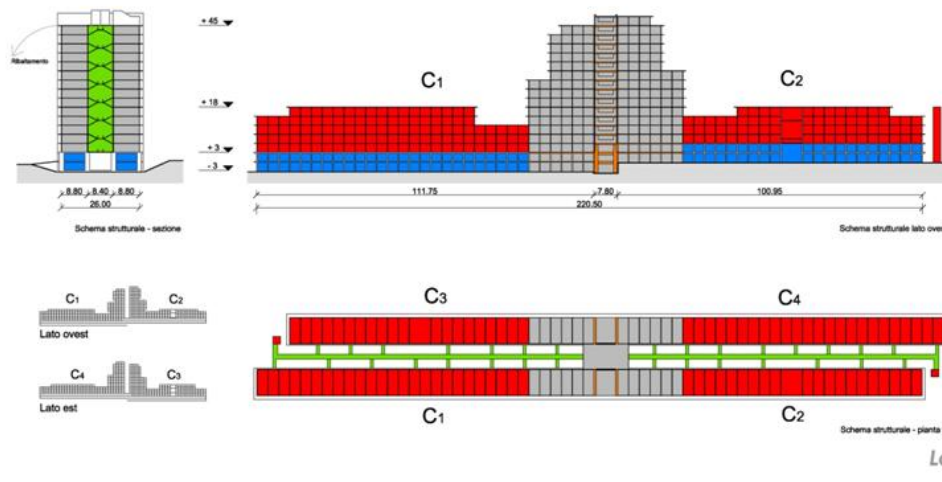 + 45
Ribaltamento
C1
C2
+ 18
+ 3
- 3
8.80 8.40 8.80
26.00
111.75
7.80
100.95
220.50
Schema strutturale - sezione
Schema strutturale lato ove
C1
C2
Lato ovest
C4
C3
Lato est
C3
C4
C1
C2
Schema strutturale - pianta